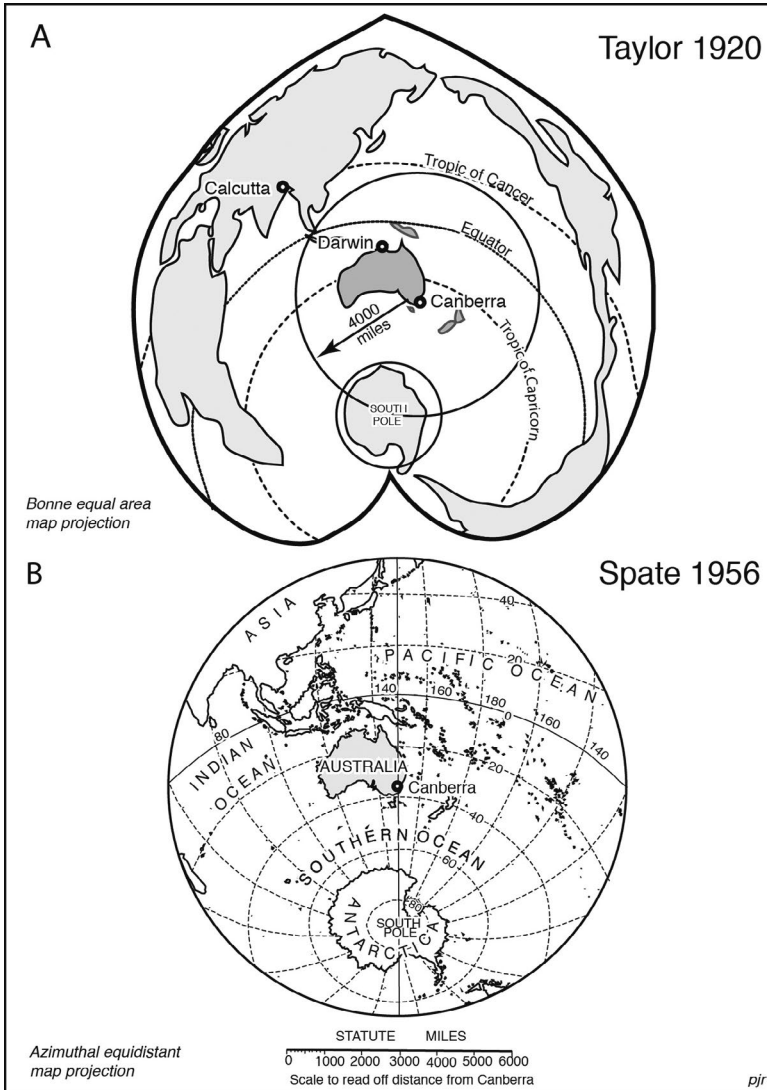 A
Taylor 1920
Tropic of Cancer
Calcutta
Equator
Darwin
Canberra
4000
miles
Tropic of Capricorn
SOUTH
POLE
Bonne equal area
map projection
B
Spate 1956
ASIA
40
PACIFIC OCEAN
20
140
160
180
0
160
140
80
INDIAN
OCEAN
AUSTRALIA
20
Canberra
40
SOUTHERN OCEAN
60
80
SOUTH
POLE
ANTARCTICA
STATUTE MILES
0 1000 2000 3000 4000 5000 6000
Scale to read off distance from Canberra
Azimuthal equidistant
map projection
pjr